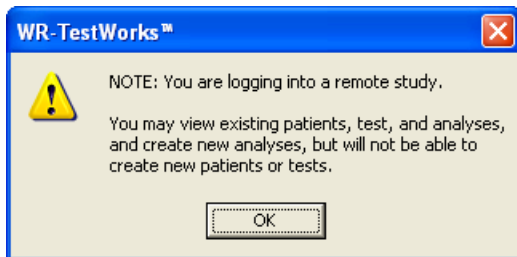 WR-TestWorks™
NOTE: You are logging into a remote study.
You may view existing patients, test, and analyses,
and create new analyses, but will not be able to
create new patients or tests.
OK